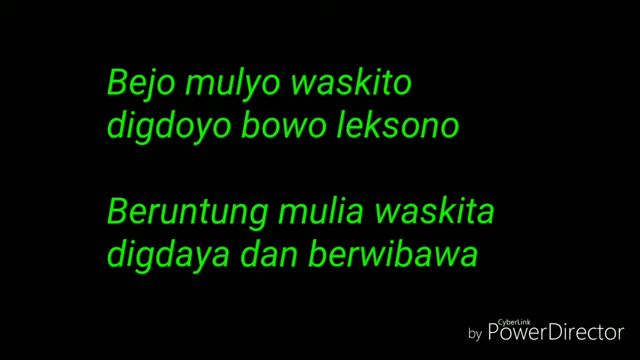 Bejo mulyo waskito
digdoyo bowo leksono
Beruntung mulia waskita
digdaya dan berwibawa
by CyberLink PowerDirector